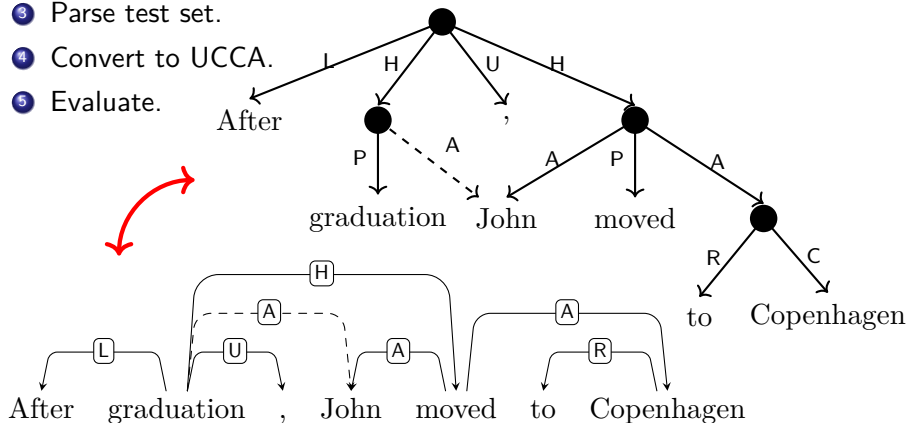 3 Parse test set.
4 Convert to UCCA.
5 Evaluate.
L H U H
After ,
P A A P A
graduation John moved
R C
to Copenhagen
H
A A
L U A R
After graduation , John moved to Copenhagen